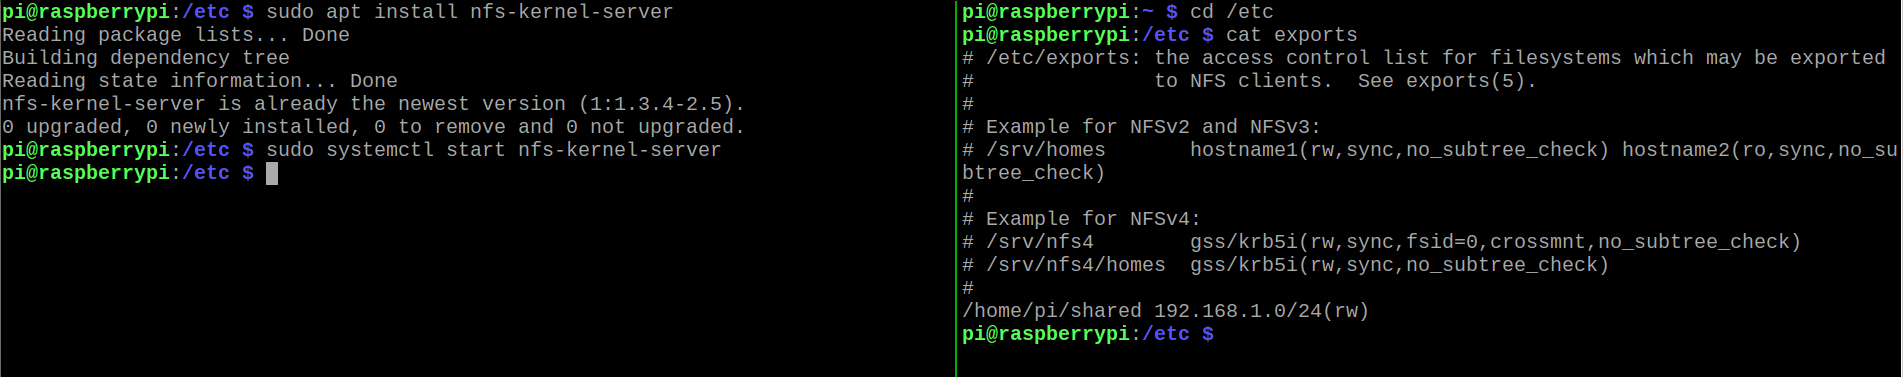 pi@raspberrypi:/etc $ sudo apt install nfs-kernel-server
Reading package lists... Done
Building dependency tree
Reading state information... Done
nfs-kernel-server is already the newest version (1:1.3.4-2.5).
0 upgraded, 0 newly installed, 0 to remove and 0 not upgraded.
pi@raspberrypi:/etc $ sudo systemctl start nfs-kernel-server
pi@raspberrypi:/etc $
pi@raspberrypi:~ $ cd /etc
pi@raspberrypi:/etc $ cat exports
# /etc/exports: the access control list for filesystems which may be exported
#               to NFS clients.  See exports(5).
#
# Example for NFSv2 and NFSv3:
# /srv/homes       hostname1(rw,sync,no_subtree_check) hostname2(ro,sync,no_su
btree_check)
#
# Example for NFSv4:
# /srv/nfs4        gss/krb5i(rw,sync,fsid=0,crossmnt,no_subtree_check)
# /srv/nfs4/homes  gss/krb5i(rw,sync,no_subtree_check)
#
/home/pi/shared 192.168.1.0/24(rw)
pi@raspberrypi:/etc $